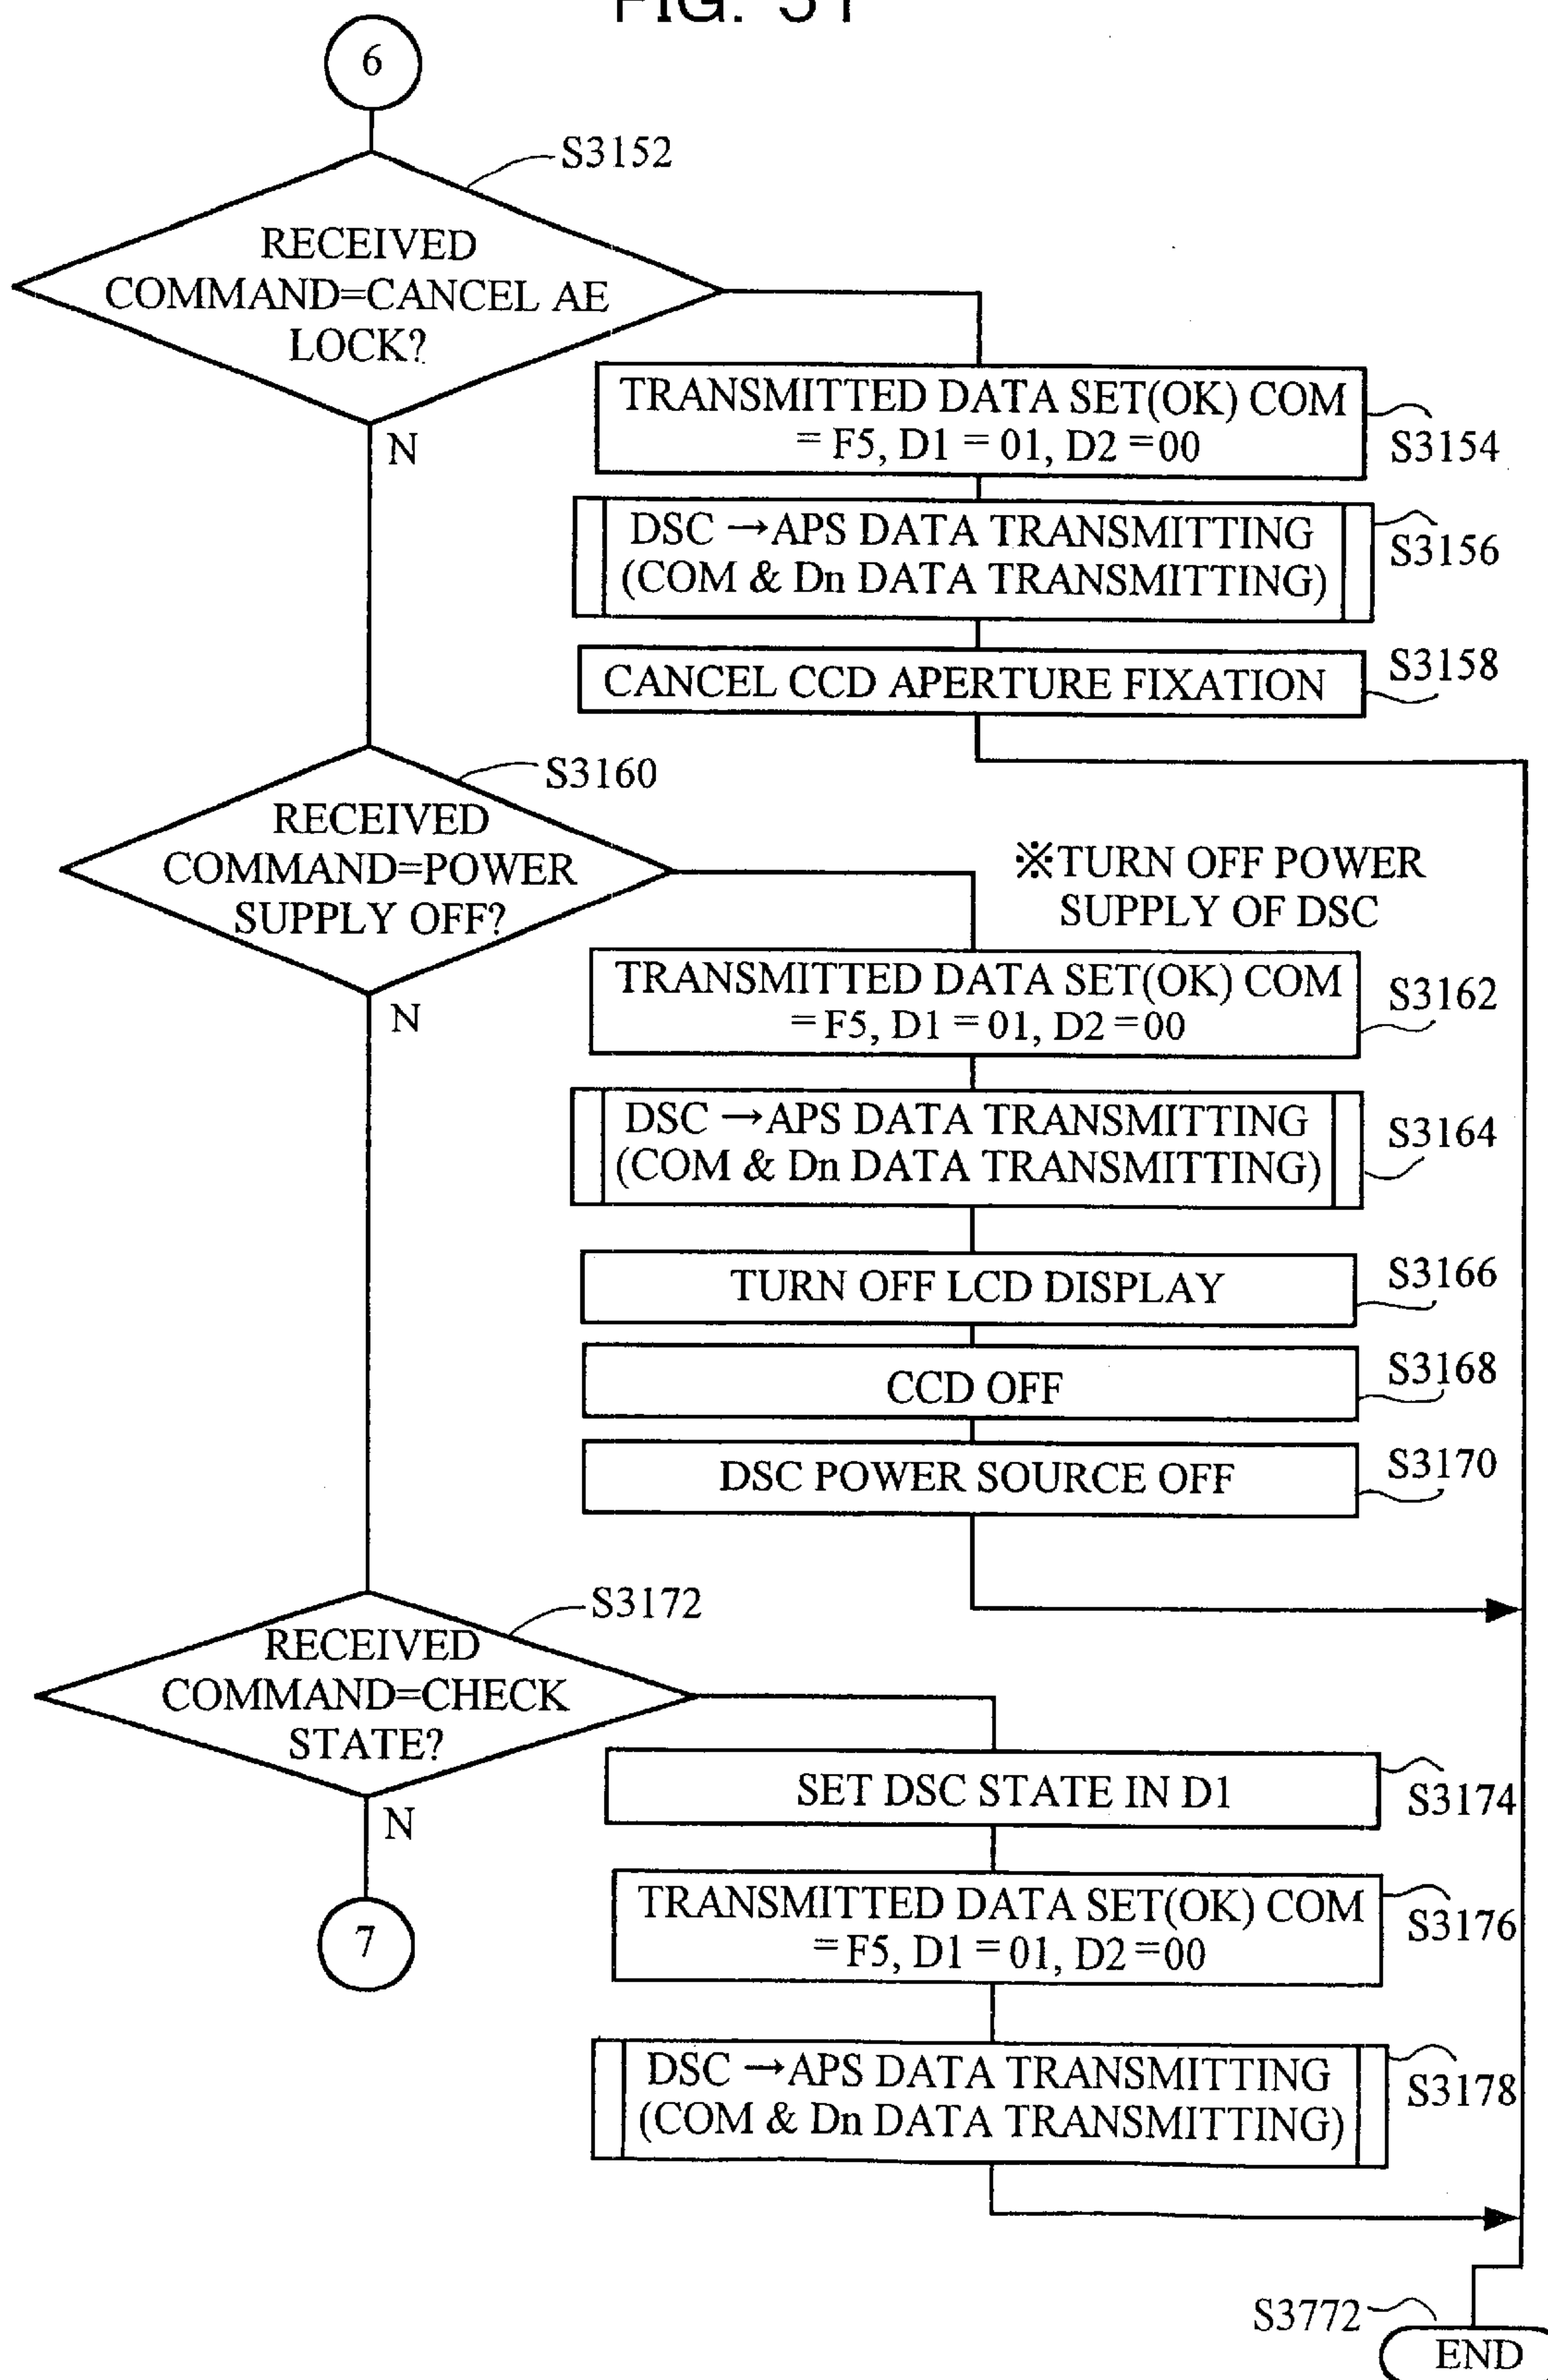 6
S3152
RECEIVED
COMMAND=CANCEL AE
LOCK?
N
TRANSMITTED DATA SET(OK) COM
= F5, D1 = 01, D2 =00
S3154
DSC →APS DATA TRANSMITTING
(COM & Dn DATA TRANSMITTING)
S3156
CANCEL CCD APERTURE FIXATION
S3158
S3160
RECEIVED
COMMAND=POWER
SUPPLY OFF?
N
※TURN OFF POWER
SUPPLY OF DSC
TRANSMITTED DATA SET(OK) COM
= F5, D1 = 01, D2 =00
S3162
DSC →APS DATA TRANSMITTING
(COM & Dn DATA TRANSMITTING)
S3164
TURN OFF LCD DISPLAY
S3166
CCD OFF
S3168
DSC POWER SOURCE OFF
S3170
S3172
RECEIVED
COMMAND=CHECK
STATE?
N
7
SET DSC STATE IN D1
S3174
TRANSMITTED DATA SET(OK) COM
= F5, D1 = 01, D2 =00
S3176
DSC →APS DATA TRANSMITTING
(COM & Dn DATA TRANSMITTING)
S3178
S3772
END